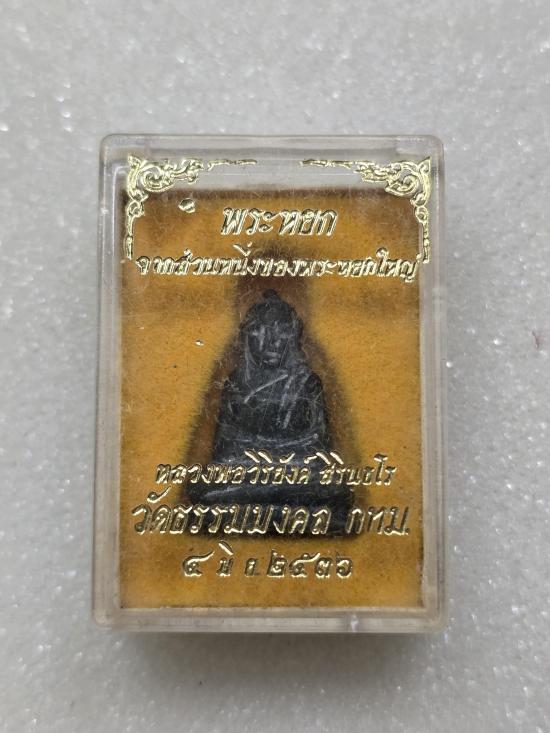 พระหยก
จากส่วนหนึ่งของพระหยกใหญ่
หลวงพ่อวิริยังค์ สิรินธโร
วัดธรรมมงคล กทม.
๔ มี ค ๒๕๓๖